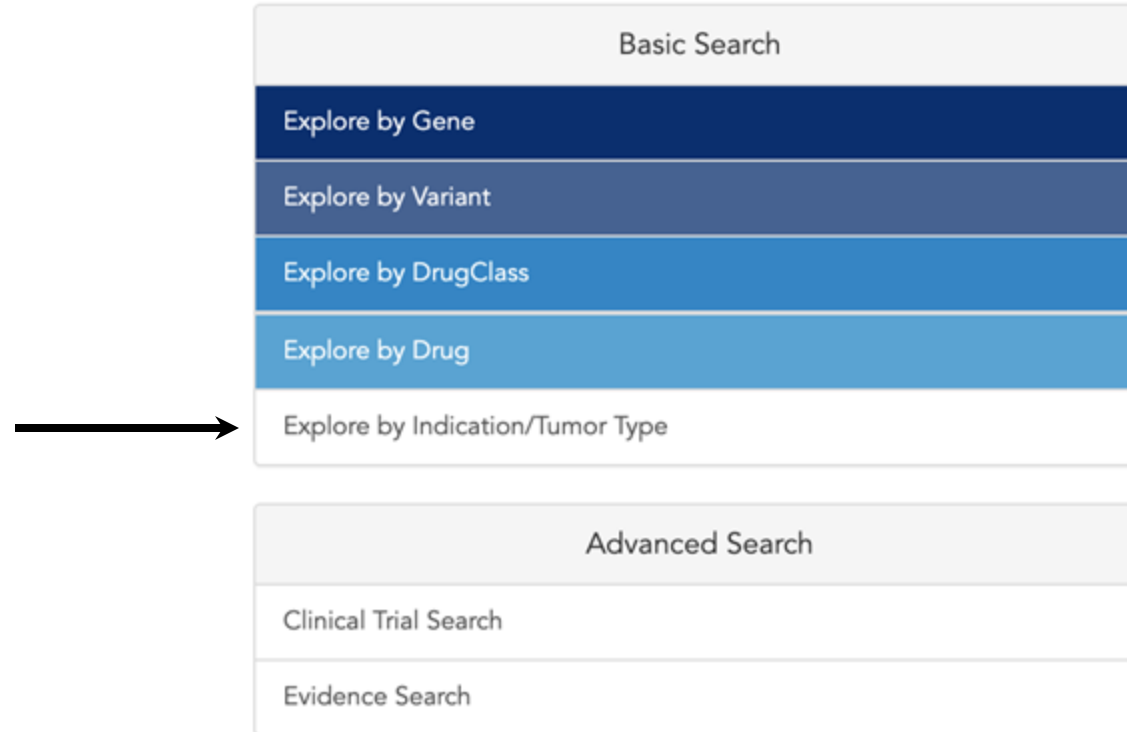 Basic Search
Explore by Gene
Explore by Variant
Explore by DrugClass
Explore by Drug
Explore by Indication/Tumor Type
Advanced Search
Clinical Trial Search
Evidence Search